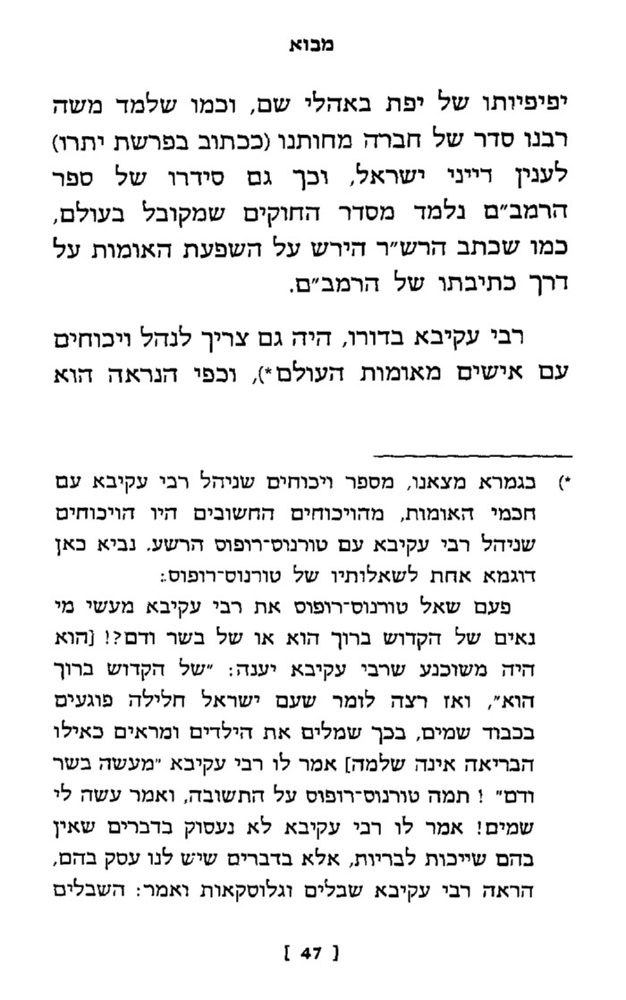 מבוא
יפיפיותו של יפת באהלי שם, וכמו שלמד משה
רבנו סדר של חברה מחותנו (ככתוב בפרשת יתרו)
לענין דייני ישראל, וכך גם סידרו של ספר
הרמב״ם נלמד מסדר החוקים שמקובל בעולם,
כמו שכתב הרש״ר הירש על השפעת האומות על
דרך כתיבתו של הרמב״ם.
רבי עקיבא בדורו, היה גם צריך לנהל ויכוחים
עם אישים מאומות העולם*), וכפי הנראה הוא
*) בגמרא מצאנו, מספר ויכוחים שניהל רבי עקיבא עם
חכמי האומות, מהויכוחים החשובים היו הויכוחים
שניהל רבי עקיבא עם טורנוס־רופוס הרשע. נביא כאן
דוגמא אחת לשאלותיו של טורנוס־רופוס:
פעם שאל טורנוס־רופוס את רבי עקיבא מעשי מי
נאים של הקדוש ברוך הוא או של בשר ודם?! [הוא
היה משוכנע שרבי עקיבא יענה: ״של הקדוש ברוך
הוא״, ואז רצה לומר שעם ישראל חלילה פוגעים
בכבוד שמים, בכך שמלים את הילדים ומראים כאילו
הבריאה אינה שלמה] אמר לו רבי עקיבא ״מעשה בשר
ודם״ ! תמה טורנוס־רופוס על התשובה, ואמר עשה לי
שמים! אמר לו רבי עקיבא לא נעסוק בדברים שאין
בהם שייכות לבריות, אלא בדברים שיש לנו עסק בהם,
הראה רבי עקיבא שבלים וגלוסקאות ואמר: השבלים
[ 47 ]